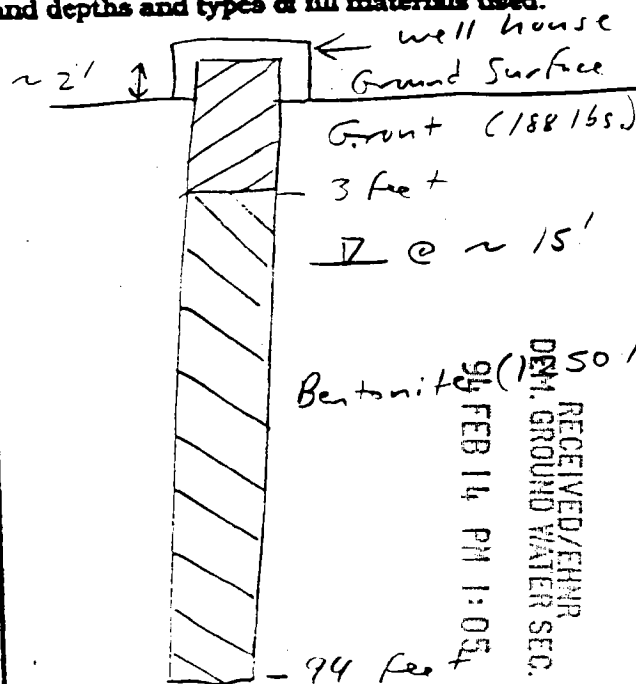 and depths and types of fill materials used.
well house
~ 2'
Ground Surface
Grout (188 lbs.)
3 feet
@ ~ 15'
Bentonite
RECEIVED/EHNR
DEM. GROUND WATER SEC.
94 FEB 14 PM 1:05
94 feet